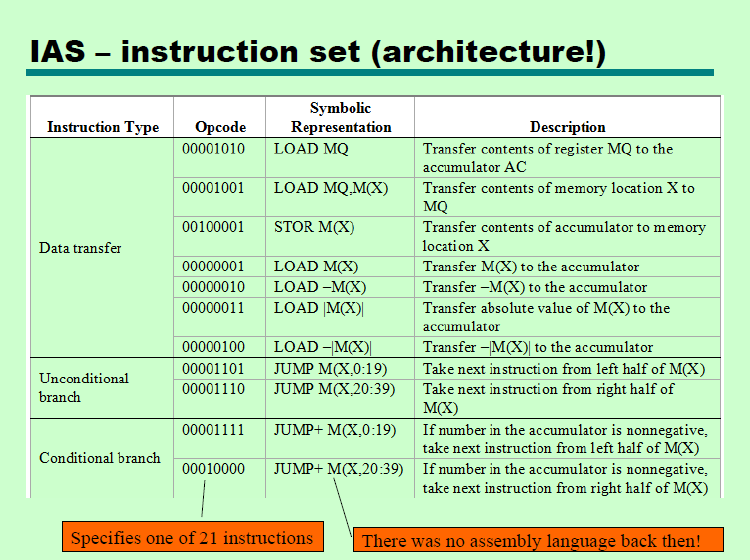 IAS – instruction set (architecture!)
Symbolic
Instruction Type Opcode Representation Description
00001010 LOAD MQ Transfer contents of register MQ to the
accumulator AC
00001001 LOAD MQ,M(X) Transfer contents of memory location X to
MQ
00100001 STOR M(X) Transfer contents of accumulator to memory
Data transfer location X
00000001 LOAD M(X) Transfer M(X) to the accumulator
00000010 LOAD –M(X) Transfer –M(X) to the accumulator
00000011 LOAD |M(X)| Transfer absolute value of M(X) to the
accumulator
00000100 LOAD –|M(X)| Transfer –|M(X)| to the accumulator
Unconditional 00001101 JUMP M(X,0:19) Take next instruction from left half of M(X)
branch 00001110 JUMP M(X,20:39) Take next instruction from right half of
M(X)
00001111 JUMP+ M(X,0:19) If number in the accumulator is nonnegative,
Conditional branch take next instruction from left half of M(X)
00010000 JUMP+ M(X,20:39) If number in the accumulator is nonnegative,
take next instruction from right half of M(X)
Specifies one of 21 instructions
There was no assembly language back then!